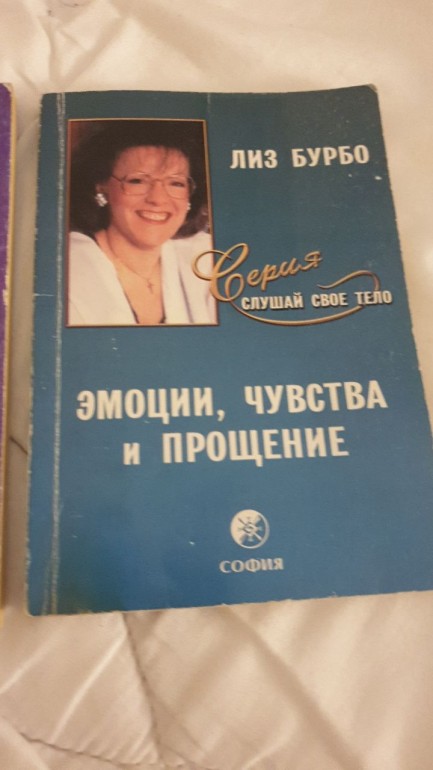 ЛИЗ БУРБО
Серия
СЛУШАЙ СВОЕ ТЕЛО
ЭМОЦИИ, ЧУВСТВА
и ПРОЩЕНИЕ
СОФИЯ